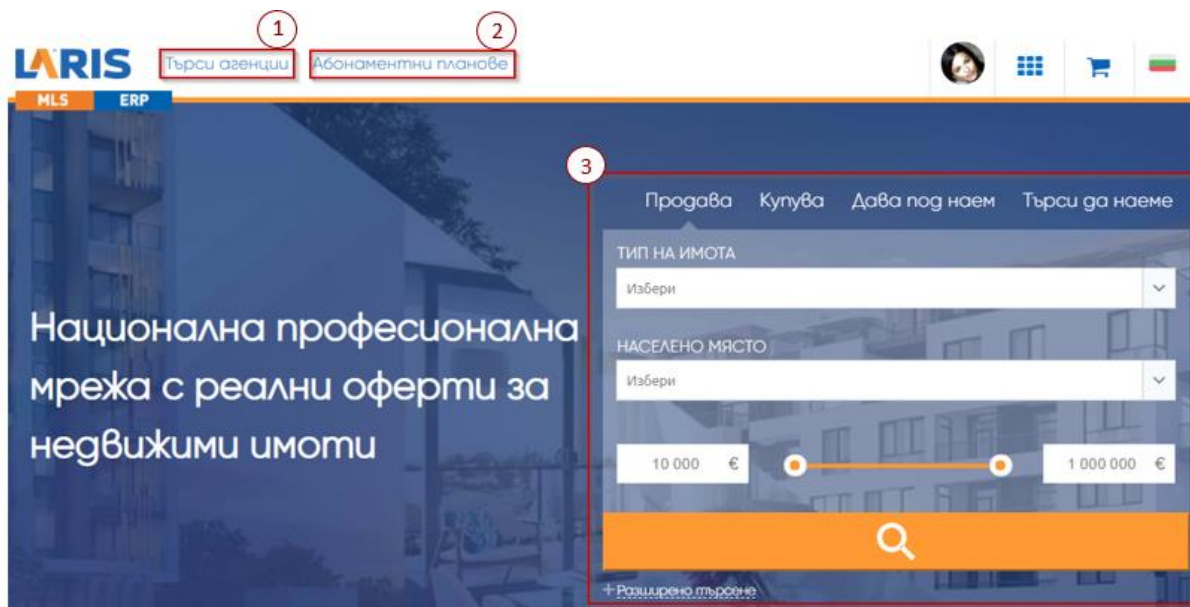 1
2
LARIS
Търси агенции
Абонаментни планове
MLS ERP
3
Продава Купува Дава под наем Търси да наеме
ТИП НА ИМОТА
Избери
НАСЕЛЕНО МЯСТО
Избери
Национална професионална
мрежа с реални оферти за
недвижими имоти
10 000 €
1 000 000 €
+ Разширено търсене